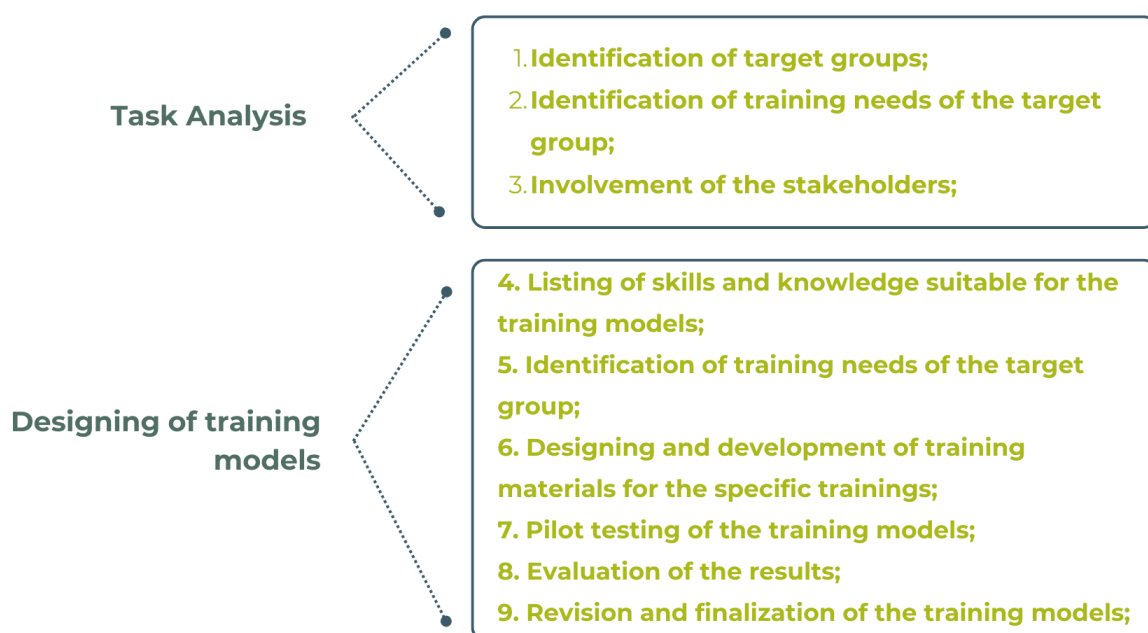 Task Analysis
1. Identification of target groups;
2. Identification of training needs of the target
group;
3. Involvement of the stakeholders;
Designing of training
models
4. Listing of skills and knowledge suitable for the
training models;
5. Identification of training needs of the target
group;
6. Designing and development of training
materials for the specific trainings;
7. Pilot testing of the training models;
8. Evaluation of the results;
9. Revision and finalization of the training models;